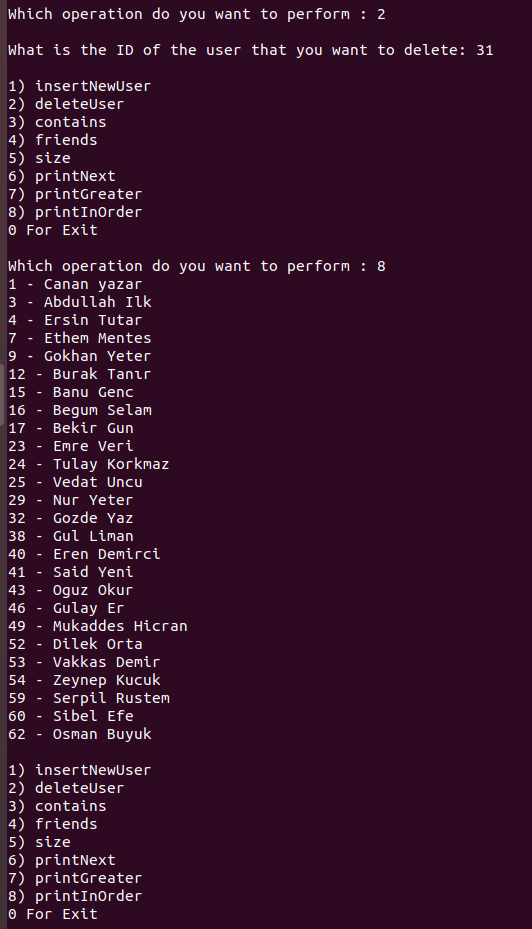 Which operation do you want to perform : 2
What is the ID of the user that you want to delete: 31
1) insertNewUser
2) deleteUser
3) contains
4) friends
5) size
6) printNext
7) printGreater
8) printInOrder
0 For Exit
Which operation do you want to perform : 8
1 - Canan yazar
3 - Abdullah Ilk
4 - Ersin Tutar
7 - Ethem Mentes
9 - Gokhan Yeter
12 - Burak Tanır
15 - Banu Genc
16 - Begum Selam
17 - Bekir Gun
23 - Emre Veri
24 - Tulay Korkmaz
25 - Vedat Uncu
29 - Nur Yeter
32 - Gozde Yaz
38 - Gul Liman
40 - Eren Demirci
41 - Said Yeni
43 - Oguz Okur
46 - Gulay Er
49 - Mukaddes Hicran
52 - Dilek Orta
53 - Vakkas Demir
54 - Zeynep Kucuk
59 - Serpil Rustem
60 - Sibel Efe
62 - Osman Buyuk
1) insertNewUser
2) deleteUser
3) contains
4) friends
5) size
6) printNext
7) printGreater
8) printInOrder
0 For Exit